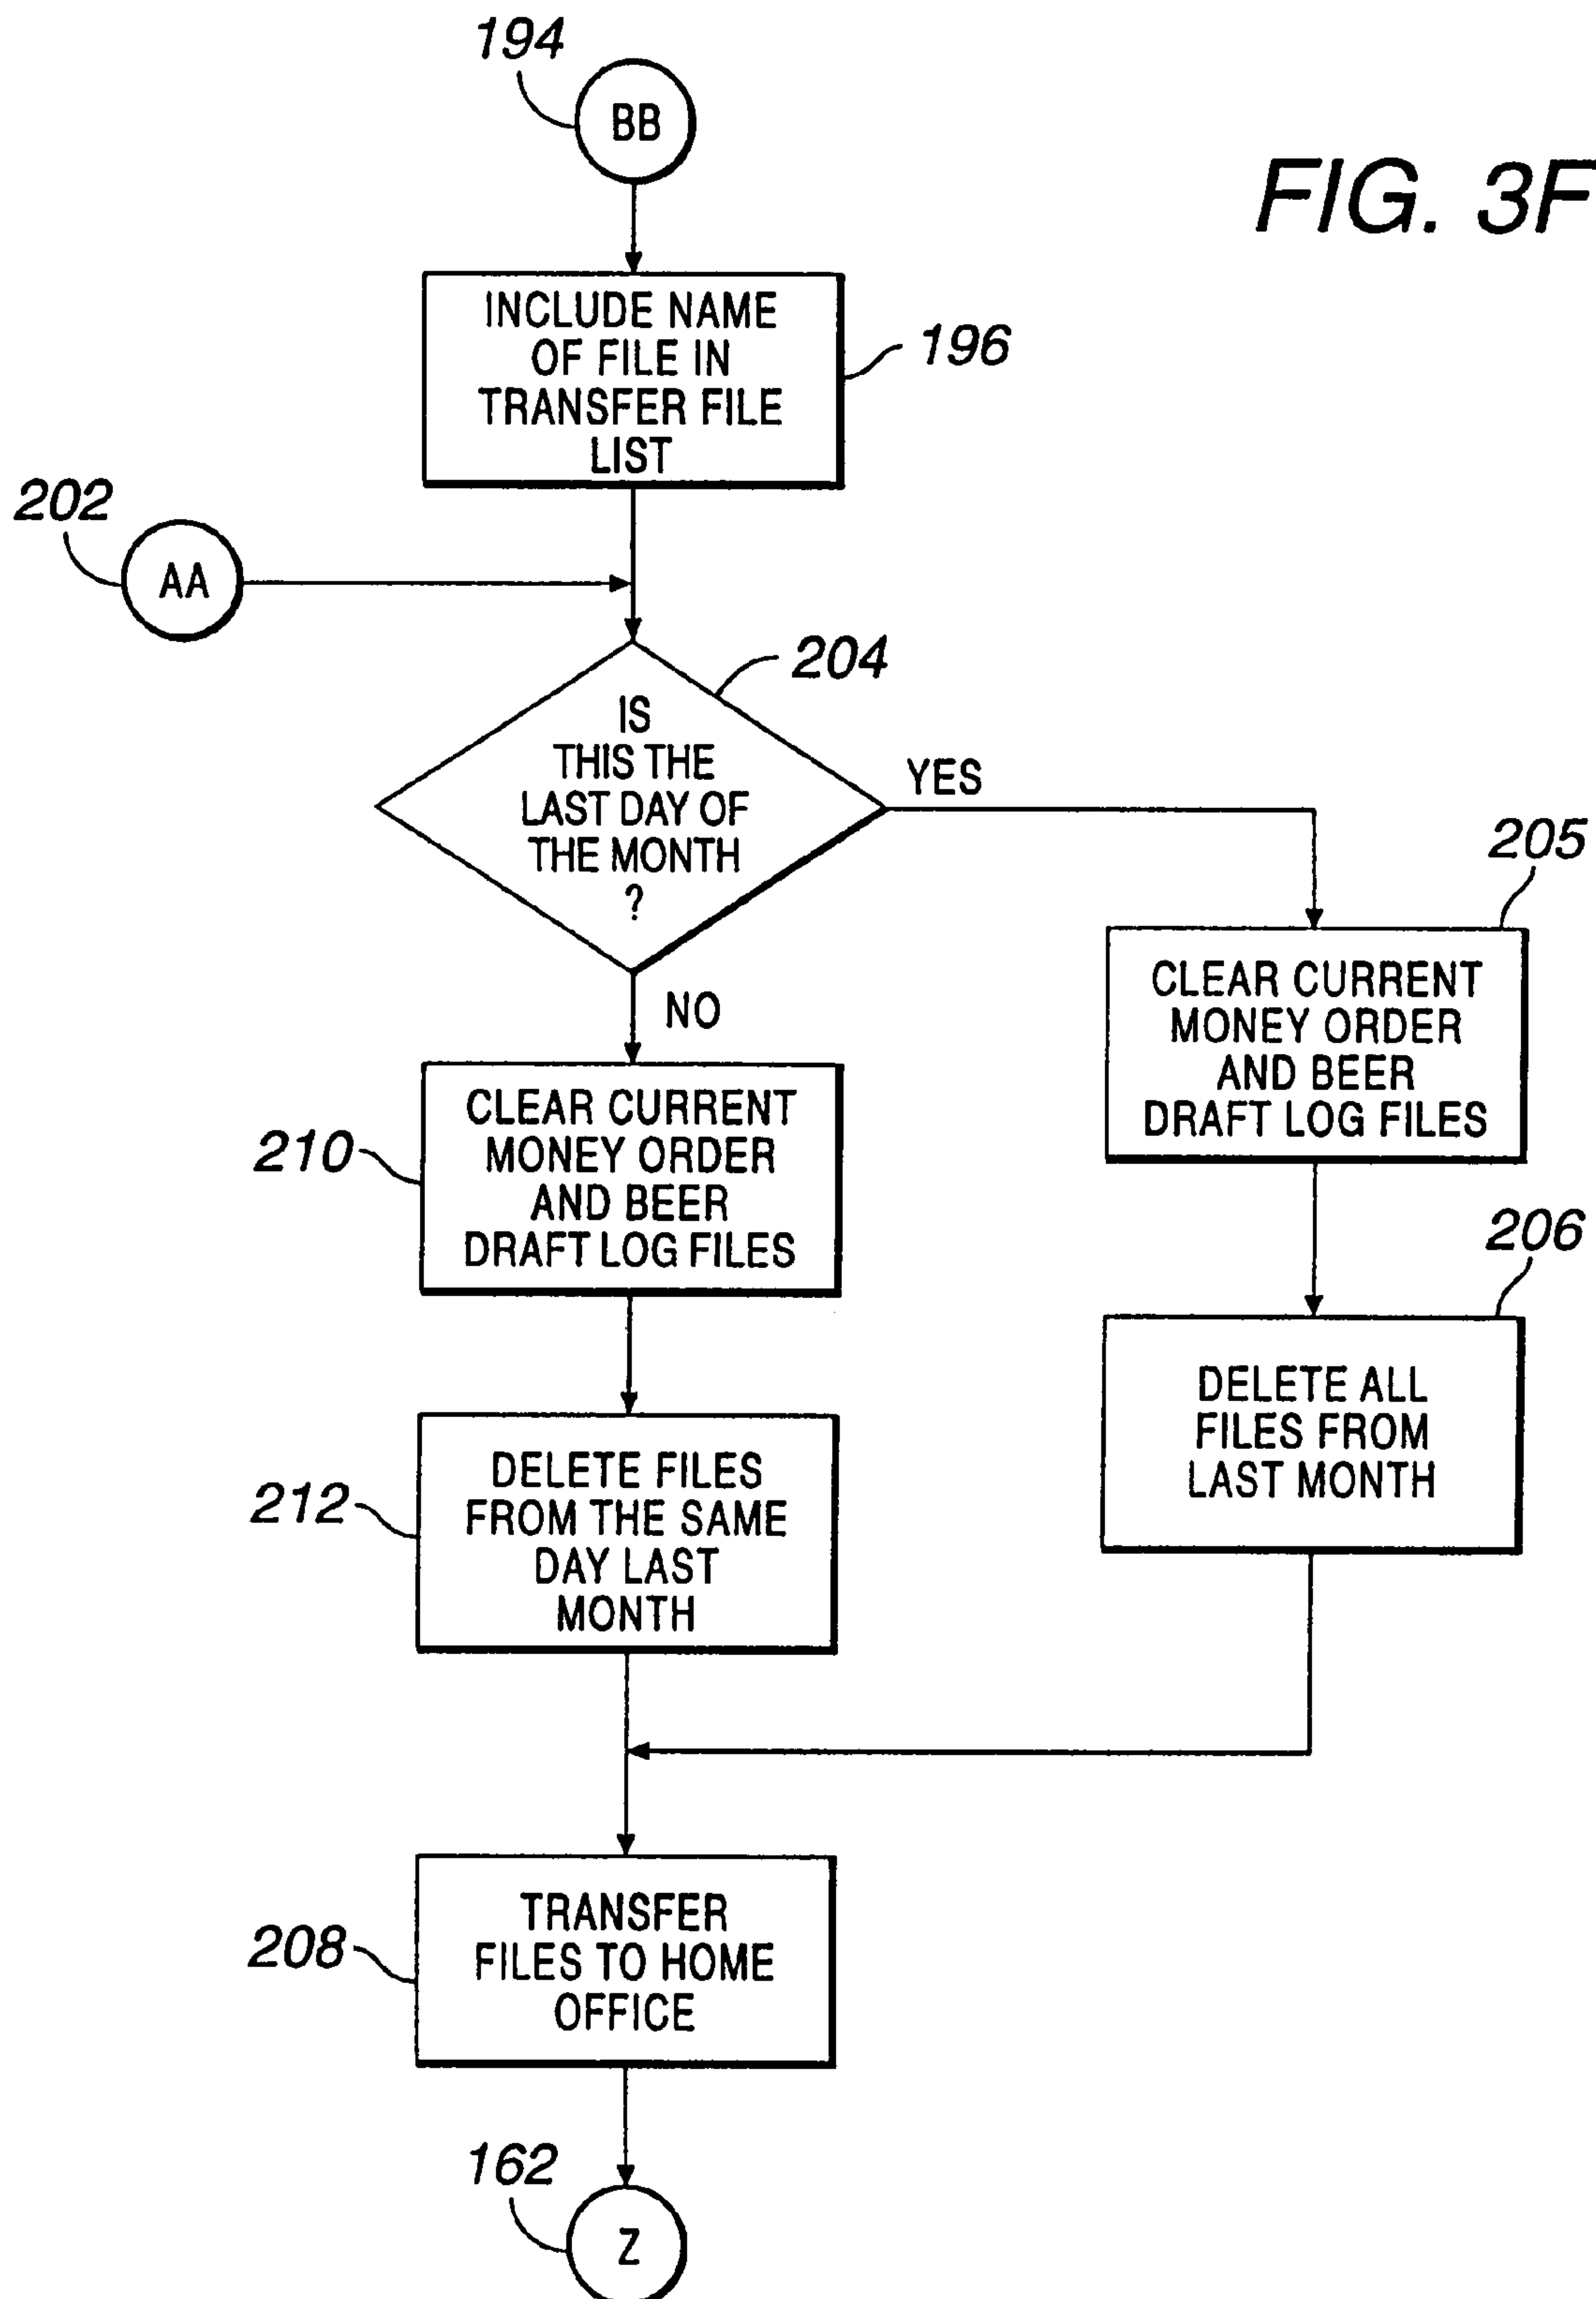 194
BB
FIG. 3F
INCLUDE NAME
OF FILE IN
TRANSFER FILE
LIST
196
202
AA
204
IS
THIS THE
LAST DAY OF
THE MONTH
?
YES
NO
205
CLEAR CURRENT
MONEY ORDER
AND BEER
DRAFT LOG FILES
210
CLEAR CURRENT
MONEY ORDER
AND BEER
DRAFT LOG FILES
206
DELETE ALL
FILES FROM
LAST MONTH
212
DELETE FILES
FROM THE SAME
DAY LAST
MONTH
208
TRANSFER
FILES TO HOME
OFFICE
162
Z